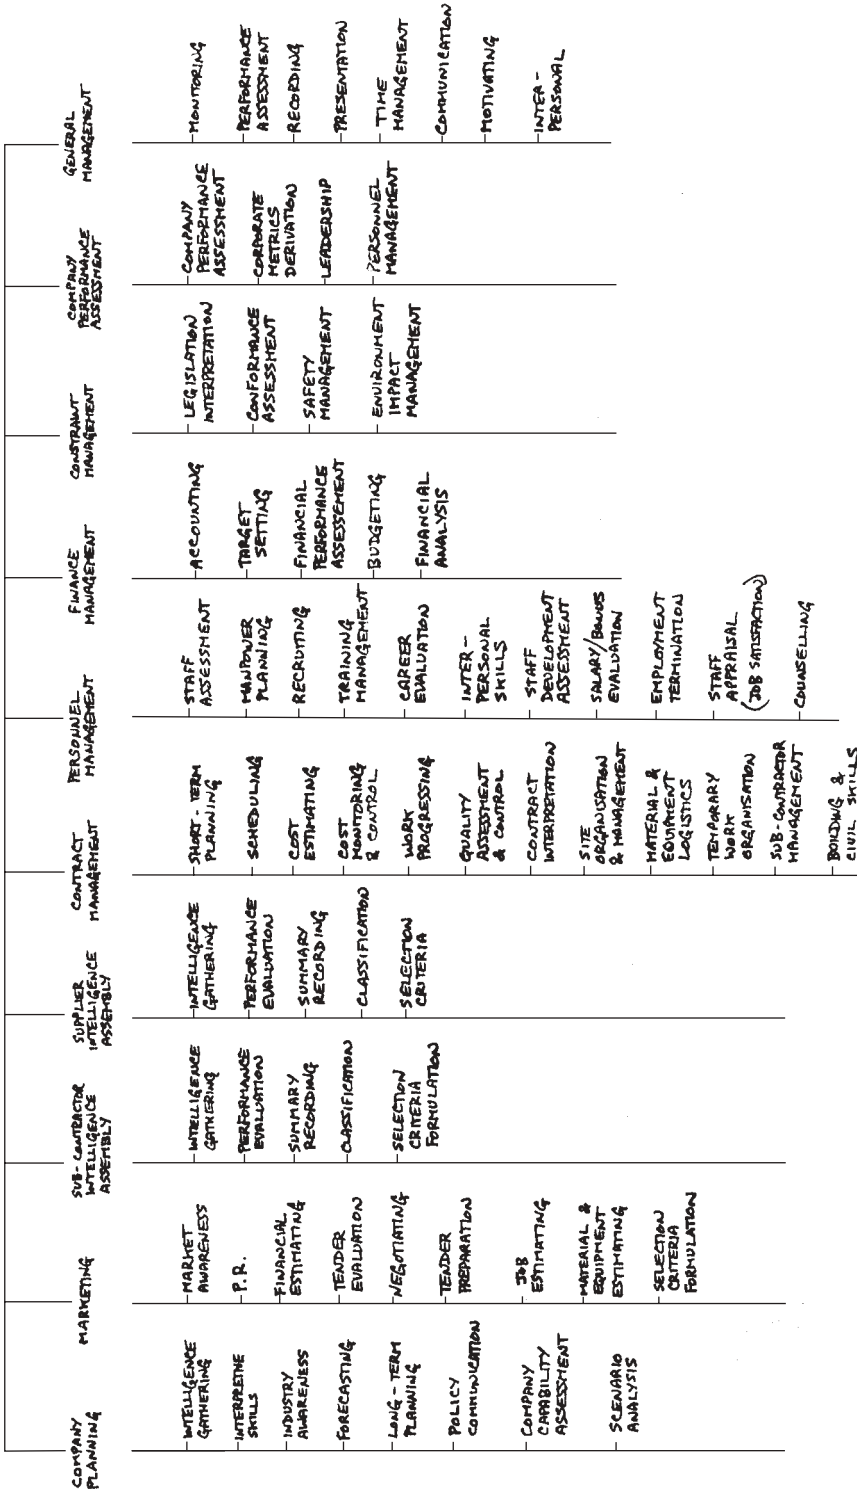 COMPANY
PLANNING
INTELLIGENCE
GATHERING
INTERPRETIVE
SKILLS
INDUSTRY
AWARENESS
FORECASTING
LONG-TERM
PLANNING
POLICY
COMMUNICATION
COMPANY
CAPABILITY
ASSESSMENT
SCENARIO
ANALYSIS
MARKETING
MARKET
AWARENESS
P.R.
FINANCIAL
ESTIMATING
TENDER
EVALUATION
NEGOTIATING
TENDER
PREPARATION
JOB
ESTIMATING
MATERIAL &
EQUIPMENT
ESTIMATING
SELECTION
CRITERIA
FORMULATION
SUB-CONTRACTOR
INTELLIGENCE
ASSEMBLY
INTELLIGENCE
GATHERING
PERFORMANCE
EVALUATION
SUMMARY
RECORDING
CLASSIFICATION
SELECTION
CRITERIA
FORMULATION
SUPPLIER
INTELLIGENCE
ASSEMBLY
INTELLIGENCE
GATHERING
PERFORMANCE
EVALUATION
SUMMARY
RECORDING
CLASSIFICATION
SELECTION
CRITERIA
CONTRACT
MANAGEMENT
SHORT-TERM
PLANNING
SCHEDULING
COST
ESTIMATING
COST
MONITORING
& CONTROL
WORK
PROGRESSING
QUALITY
ASSESSMENT
& CONTROL
CONTRACT
INTERPRETATION
SITE
ORGANISATION
& MANAGEMENT
MATERIAL &
EQUIPMENT
LOGISTICS
TEMPORARY
WORK
ORGANISATION
SUB-CONTRACTOR
MANAGEMENT
BUILDING &
CIVIL SKILLS
PERSONNEL
MANAGEMENT
STAFF
ASSESSMENT
MANPOWER
PLANNING
RECRUITING
TRAINING
MANAGEMENT
CAREER
EVALUATION
INTER-
PERSONAL
SKILLS
STAFF
DEVELOPMENT
ASSESSMENT
SALARY/BONUS
EVALUATION
EMPLOYMENT
TERMINATION
STAFF
APPRAISAL
(JOB SATISFACTION)
COUNSELLING
FINANCE
MANAGEMENT
ACCOUNTING
TARGET
SETTING
FINANCIAL
PERFORMANCE
ASSESSEMENT
BUDGETING
FINANCIAL
ANALYSIS
CONSTRAINT
MANAGEMENT
LEGISLATION
INTERPRETATION
CONFORMANCE
ASSESSMENT
SAFETY
MANAGEMENT
ENVIRONMENT
IMPACT
MANAGEMENT
COMPANY
PERFORMANCE
ASSESSMENT
COMPANY
PERFORMANCE
ASSESSMENT
CORPORATE
METRICS
DERIVATION
LEADERSHIP
PERSONNEL
MANAGEMENT
GENERAL
MANAGEMENT
MONITORING
PERFORMANCE
ASSESSMENT
RECORDING
PRESENTATION
TIME
MANAGEMENT
COMMUNICATION
MOTIVATING
INTER-
PERSONAL